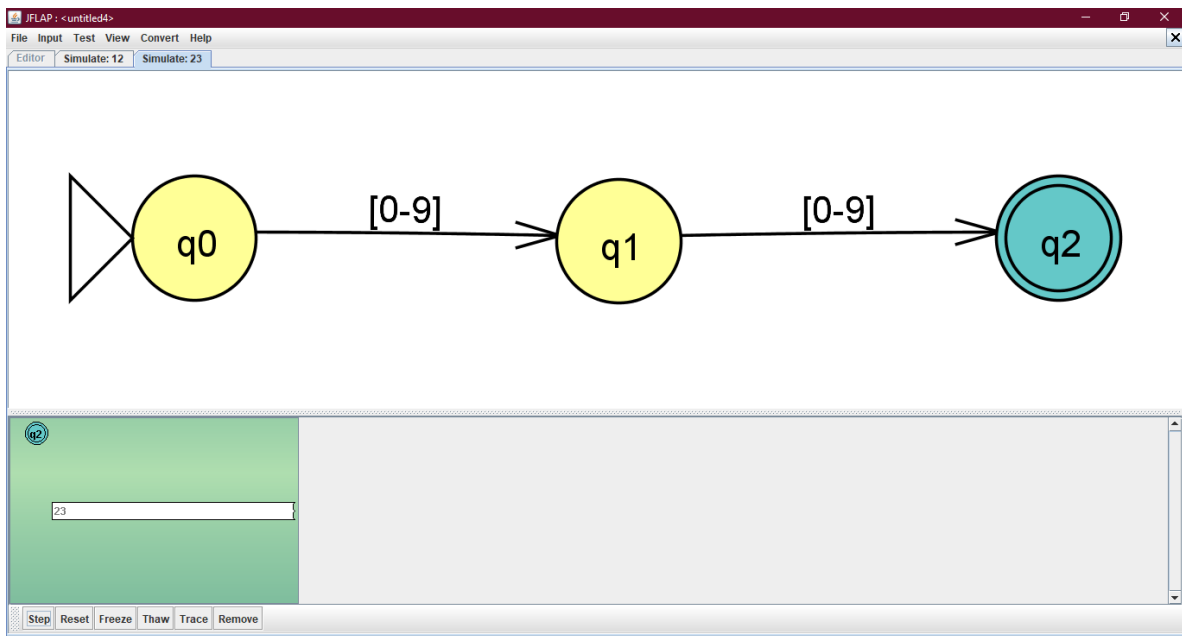 JFLAP : <untitled4>
File Input Test View Convert Help
Editor Simulate: 12 Simulate: 23
[0-9] [0-9]
q0 q1 q2
q2
23
Step Reset Freeze Thaw Trace Remove